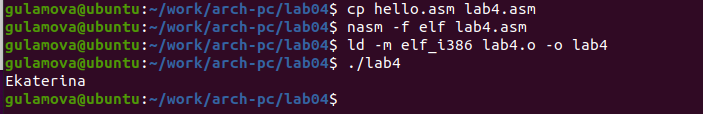 gulamova@ubuntu:~/work/arch-pc/lab04$ cp hello.asm lab4.asm
gulamova@ubuntu:~/work/arch-pc/lab04$ nasm -f elf lab4.asm
gulamova@ubuntu:~/work/arch-pc/lab04$ ld -m elf_i386 lab4.o -o lab4
gulamova@ubuntu:~/work/arch-pc/lab04$ ./lab4
Ekaterina
gulamova@ubuntu:~/work/arch-pc/lab04$